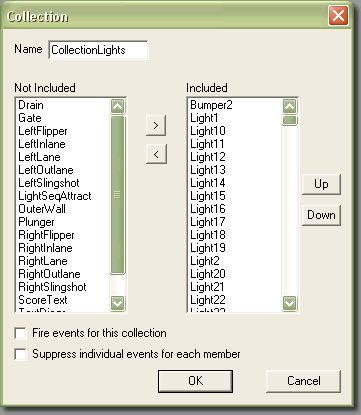 Collection
Name CollectionLights
Not Included
Drain
Gate
LeftFlipper
LeftInlane
LeftLane
LeftOutlane
LeftSlingshot
LightSeqAttract
OuterWall
Plunger
RightFlipper
RightInlane
RightLane
RightOutlane
RightSlingshot
ScoreText
>
<
Included
Bumper2
Light1
Light10
Light11
Light12
Light13
Light14
Light15
Light16
Light17
Light18
Light19
Light2
Light20
Light21
Light22
Up
Down
Fire events for this collection
Suppress individual events for each member
OK Cancel